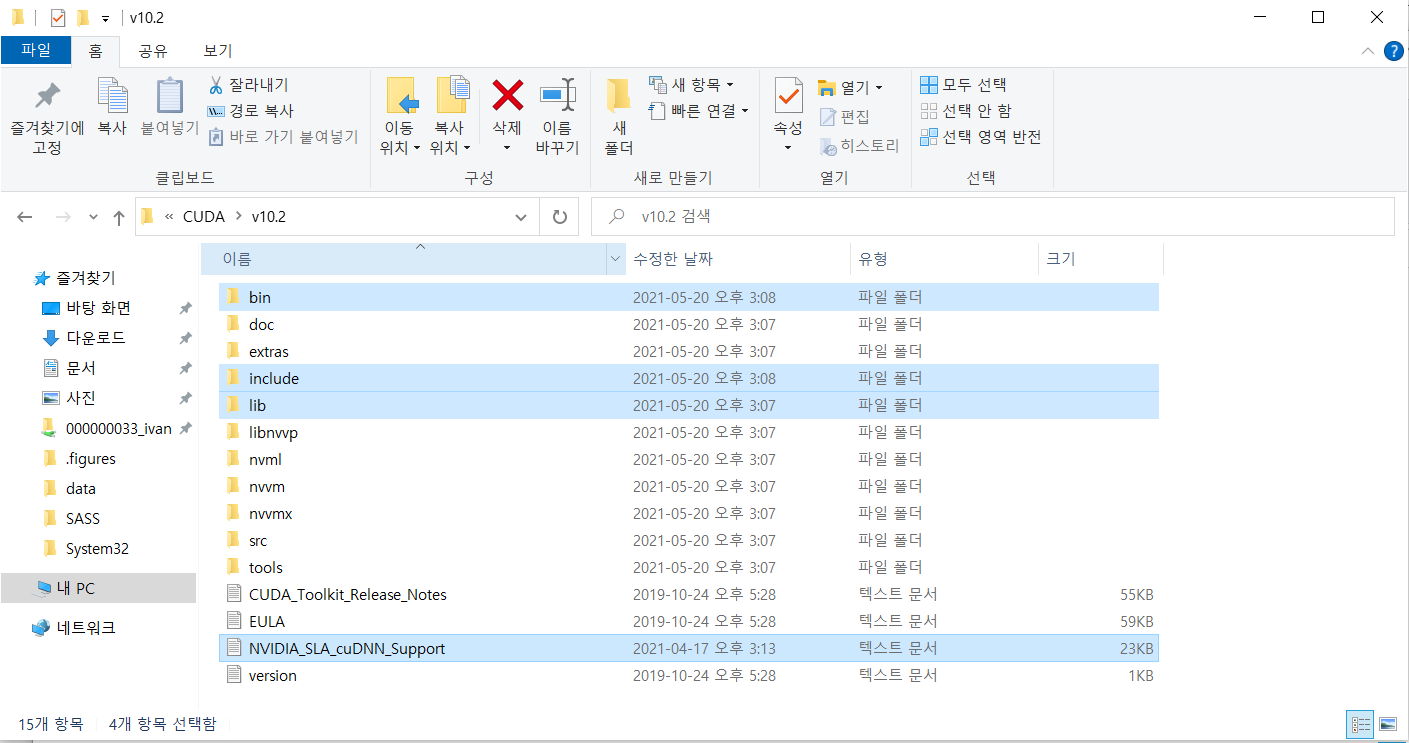 v10.2
파일 홈 공유 보기
즐겨찾기에 고정
복사
붙여넣기
잘라내기
경로 복사
바로 가기 붙여넣기
클립보드
이동 위치
복사 위치
삭제
이름 바꾸기
구성
새 폴더
새 항목
빠른 연결
새로 만들기
속성
열기
편집
히스토리
열기
모두 선택
선택 안 함
선택 영역 반전
선택
« CUDA > v10.2
v10.2 검색
즐겨찾기
바탕 화면
다운로드
문서
사진
000000033_ivan
.figures
data
SASS
System32
내 PC
네트워크
이름 수정한 날짜 유형 크기
bin 2021-05-20 오후 3:08 파일 폴더
doc 2021-05-20 오후 3:07 파일 폴더
extras 2021-05-20 오후 3:07 파일 폴더
include 2021-05-20 오후 3:08 파일 폴더
lib 2021-05-20 오후 3:07 파일 폴더
libnvvp 2021-05-20 오후 3:07 파일 폴더
nvml 2021-05-20 오후 3:07 파일 폴더
nvvm 2021-05-20 오후 3:07 파일 폴더
nvvmx 2021-05-20 오후 3:07 파일 폴더
src 2021-05-20 오후 3:07 파일 폴더
tools 2021-05-20 오후 3:07 파일 폴더
CUDA_Toolkit_Release_Notes 2019-10-24 오후 5:28 텍스트 문서 55KB
EULA 2019-10-24 오후 5:28 텍스트 문서 59KB
NVIDIA_SLA_cuDNN_Support 2021-04-17 오후 3:13 텍스트 문서 23KB
version 2019-10-24 오후 5:28 텍스트 문서 1KB
15개 항목 4개 항목 선택함